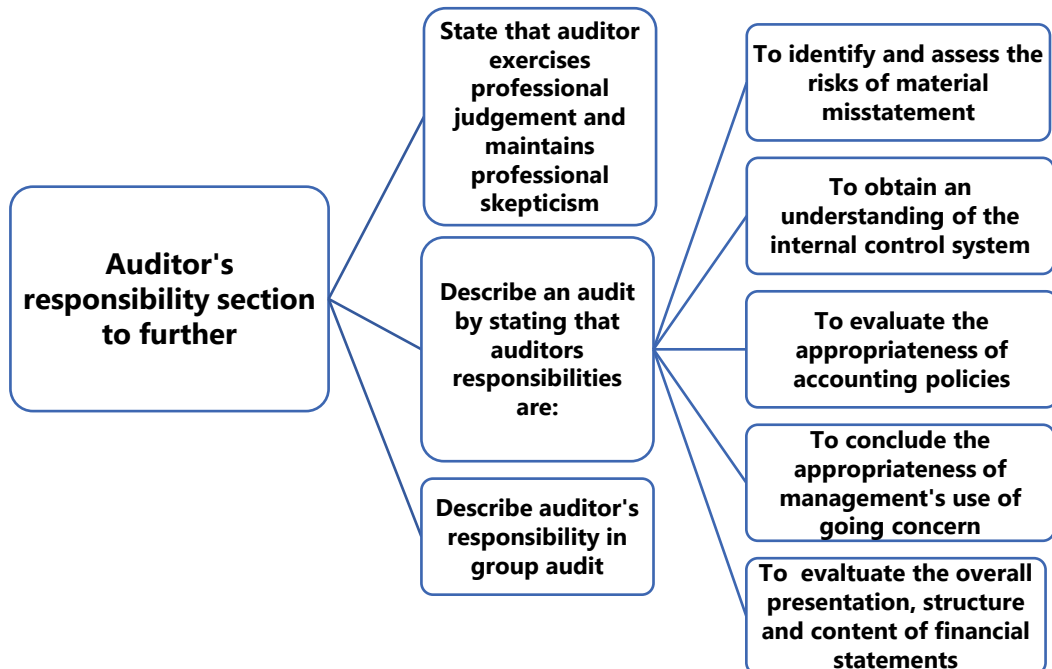 Auditor's
responsibility section
to further
State that auditor
exercises
professional
judgement and
maintains
professional
skepticism
Describe an audit
by stating that
auditors
responsibilities
are:
Describe auditor's
responsibility in
group audit
To identify and assess the
risks of material
misstatement
To obtain an
understanding of the
internal control system
To evaluate the
appropriateness of
accounting policies
To conclude the
appropriateness of
management's use of
going concern
To evaltuate the overall
presentation, structure
and content of financial
statements